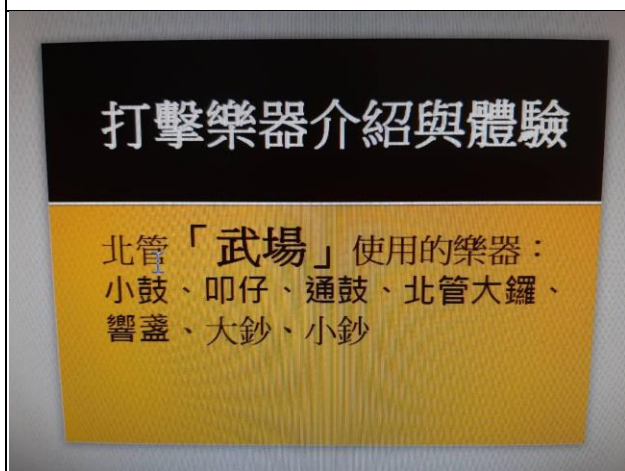 打擊樂器介紹與體驗
北管「武場」使用的樂器：
小鼓、叩仔、通鼓、北管大鑼、
響盞、大鈔、小鈔